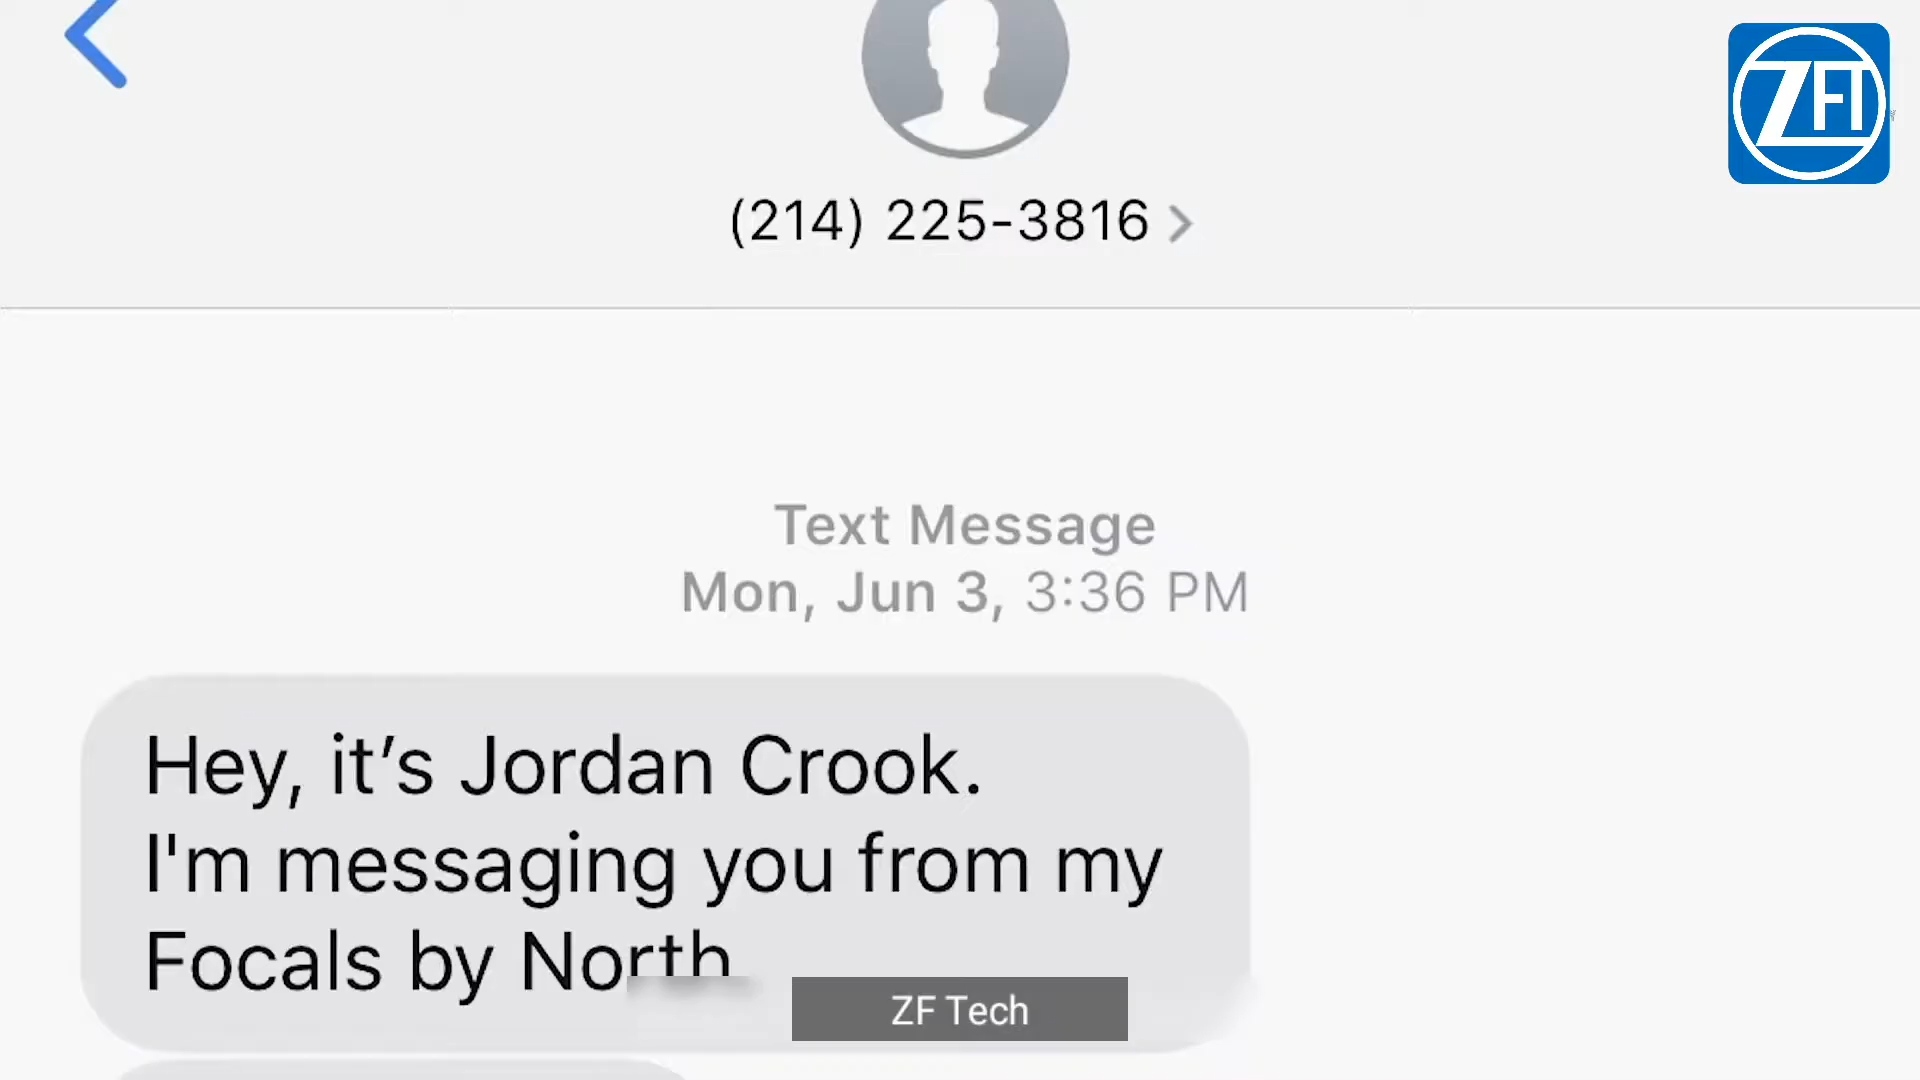 ZFT
(214) 225-3816
Text Message
Mon, Jun 3, 3:36 PM
Hey, it’s Jordan Crook.
I'm messaging you from my
Focals by North
ZF Tech